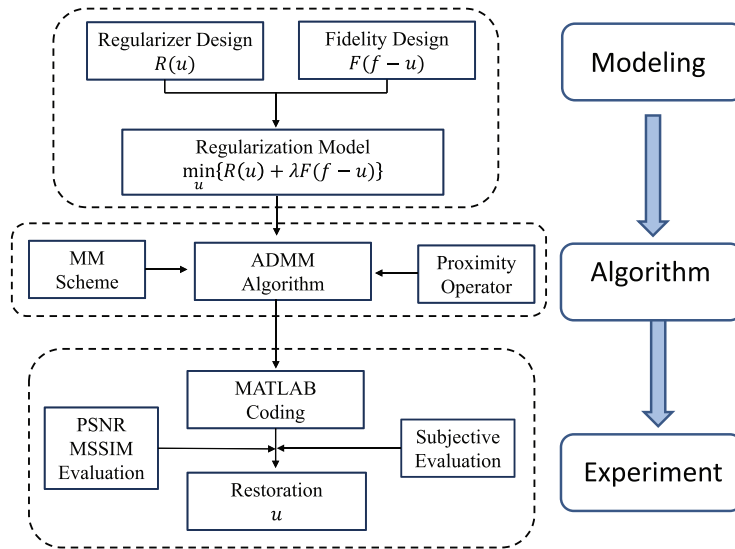 Regularizer Design
R(u)
Fidelity Design
F(f − u)
Modeling
Regularization Model
min{R(u) + λF(f − u)}
u
MM
Scheme
ADMM
Algorithm
Proximity
Operator
Algorithm
MATLAB
Coding
PSNR
MSSIM
Evaluation
Subjective
Evaluation
Restoration
u
Experiment